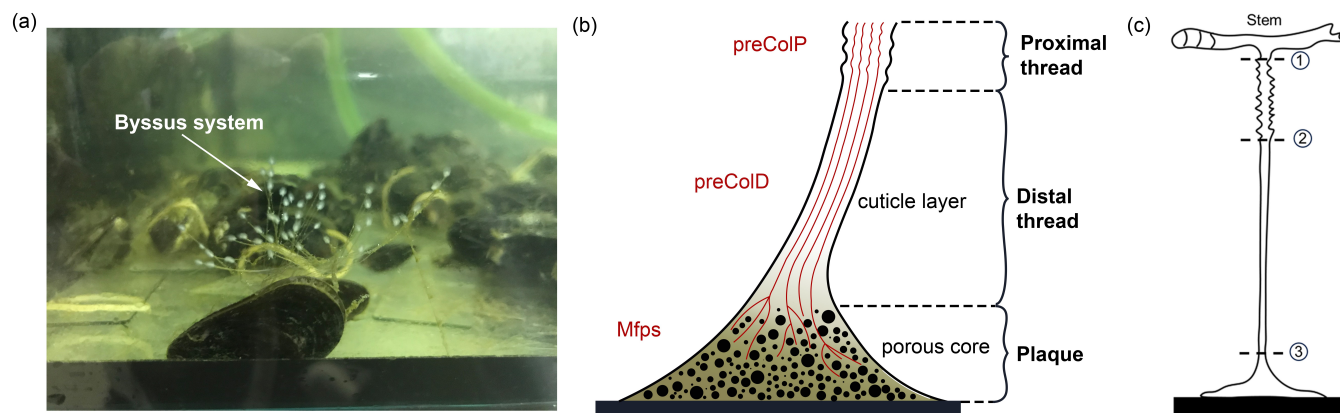 (a)
Byssus system
(b)
preColP
preColD
Mfps
cuticle layer
porous core
Proximal
thread
Distal
thread
Plaque
(c)
Stem
1
2
3